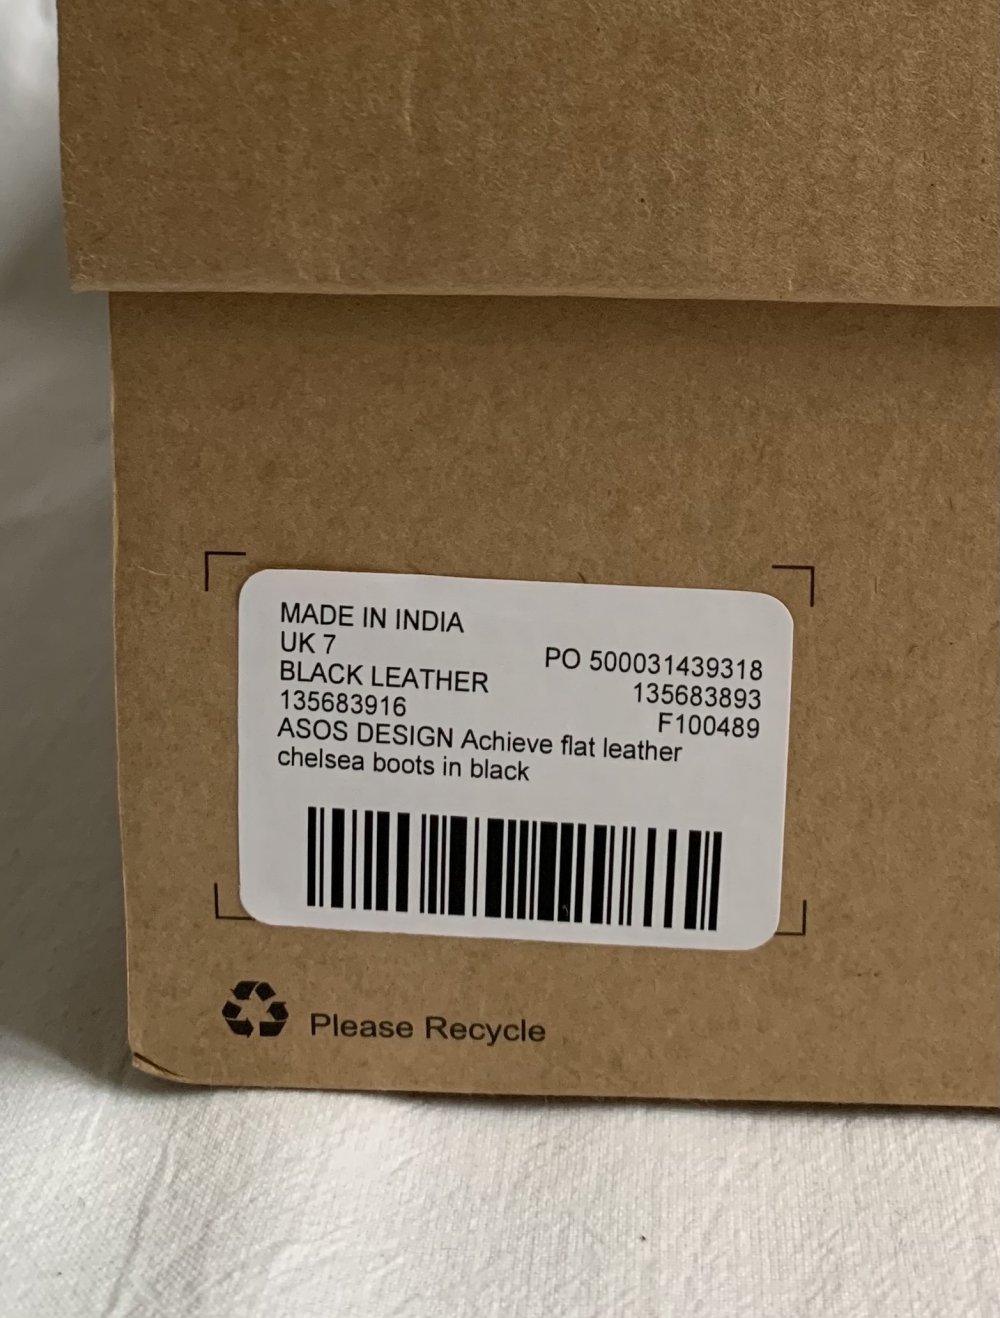 MADE IN INDIA
UK 7
PO 500031439318
BLACK LEATHER
135683893
135683916
F100489
ASOS DESIGN Achieve flat leather
chelsea boots in black
Please Recycle